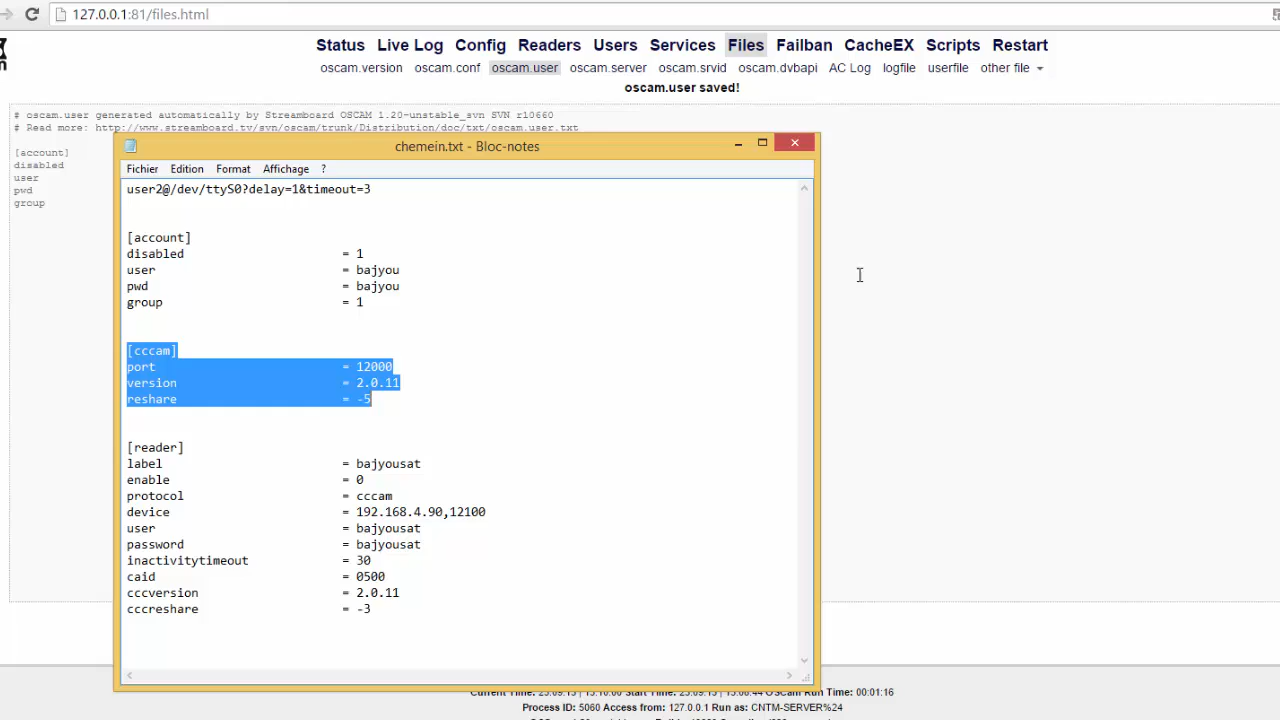 127.0.0.1:81/files.html
Status Live Log Config Readers Users Services Files Failban CacheEX Scripts Restart
oscam.version oscam.conf oscam.user oscam.server oscam.srvid oscam.dvbapi AC Log logfile userfile other file
oscam.user saved!
# oscam.user generated automatically by Streamboard OSCAM 1.20-unstable_svn SVN r10660
# Read more: http://www.streamboard.tv/svn/oscam/trunk/Distribution/doc/txt/oscam.user.txt
[account]
disabled
user
pwd
group
chemein.txt - Bloc-notes
Fichier Edition Format Affichage ?
user2@/dev/ttyS0?delay=1&timeout=3
[account]
disabled = 1
user = bajyou
pwd = bajyou
group = 1
[cccam]
port = 12000
version = 2.0.11
reshare = -5
[reader]
label = bajyousat
enable = 0
protocol = cccam
device = 192.168.4.90,12100
user = bajyousat
password = bajyousat
inactivitytimeout = 30
caid = 0500
cccversion = 2.0.11
cccreshare = -3
Run Time: 00:01:16
Process ID: 5060 Access from: 127.0.0.1 Run as: CNTM-SERVER%24